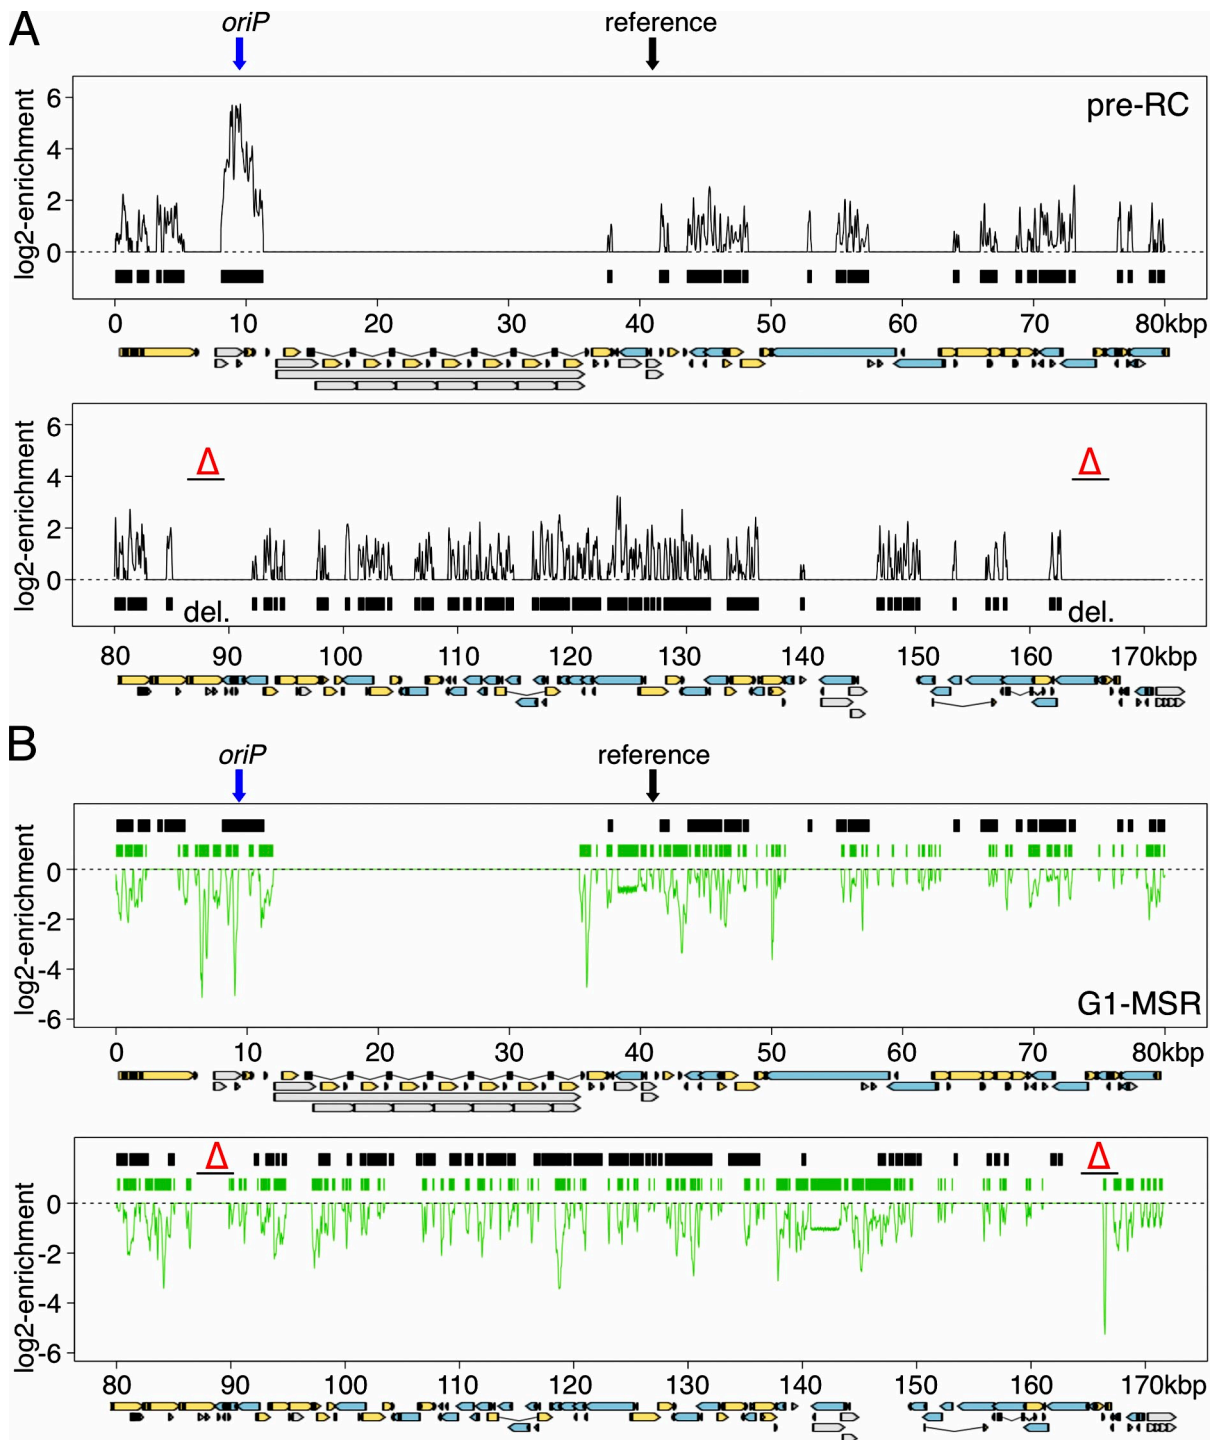 A
oriP reference
pre-RC
log2-enrichment
6
4
2
0
0 10 20 30 40 50 60 70 80kbp
log2-enrichment
6
4
2
0
Δ Δ
del. del.
80 90 100 110 120 130 140 150 160 170kbp
B
oriP reference
log2-enrichment
0
-2
-4
-6
G1-MSR
0 10 20 30 40 50 60 70 80kbp
log2-enrichment
Δ Δ
0
-2
-4
-6
80 90 100 110 120 130 140 150 160 170kbp